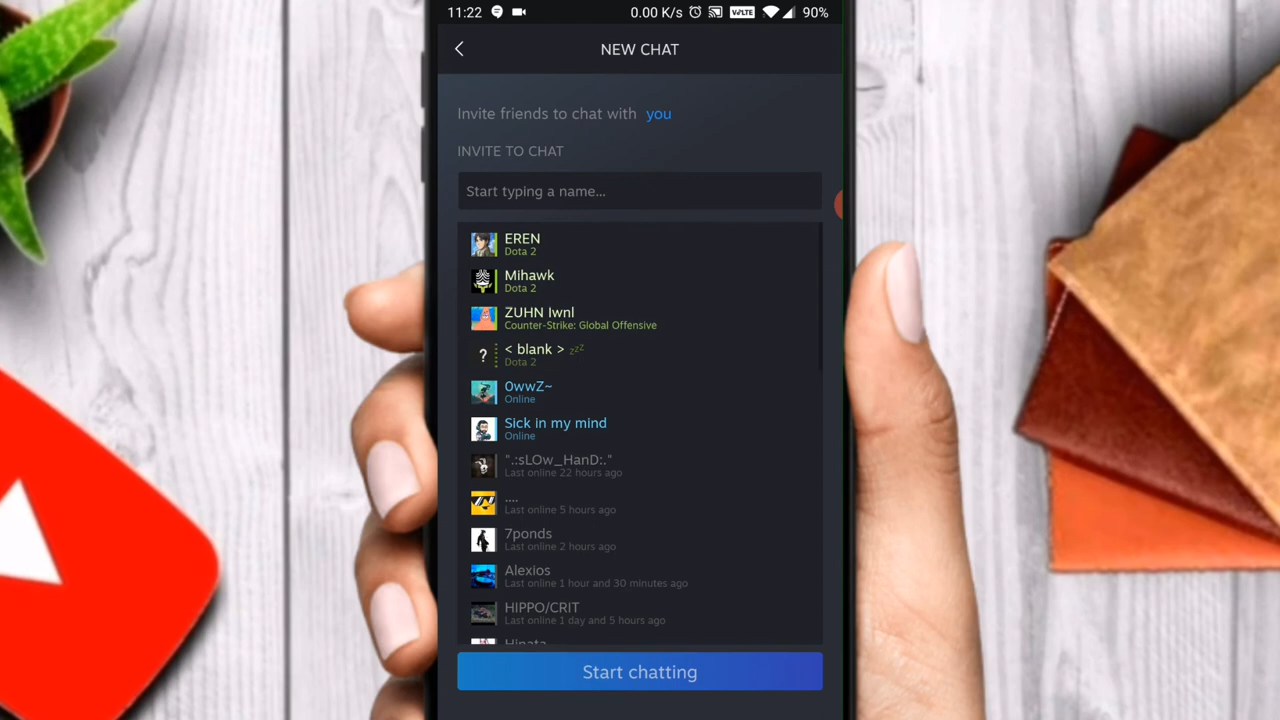 11:22 0.00 K/s VoLTE 90%
NEW CHAT
Invite friends to chat with you
INVITE TO CHAT
Start typing a name...
EREN
Dota 2
Mihawk
Dota 2
ZUHN Iwnl
Counter-Strike: Global Offensive
?
< blank > zzZ
Dota 2
0wwZ~
Online
Sick in my mind
Online
".:sLOw_HanD:."
Last online 22 hours ago
....
Last online 5 hours ago
7ponds
Last online 2 hours ago
Alexios
Last online 1 hour and 30 minutes ago
HIPPO/CRIT
Last online 1 day and 5 hours ago
Hinata
Start chatting